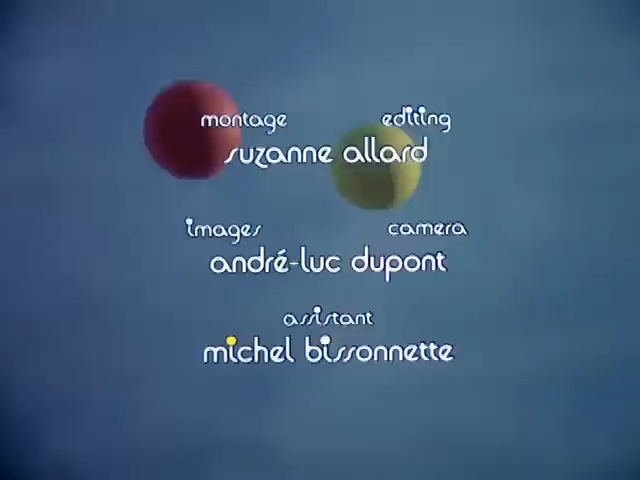 montage editing
suzanne allard
images camera
andré-luc dupont
assistant
michel bissonnette